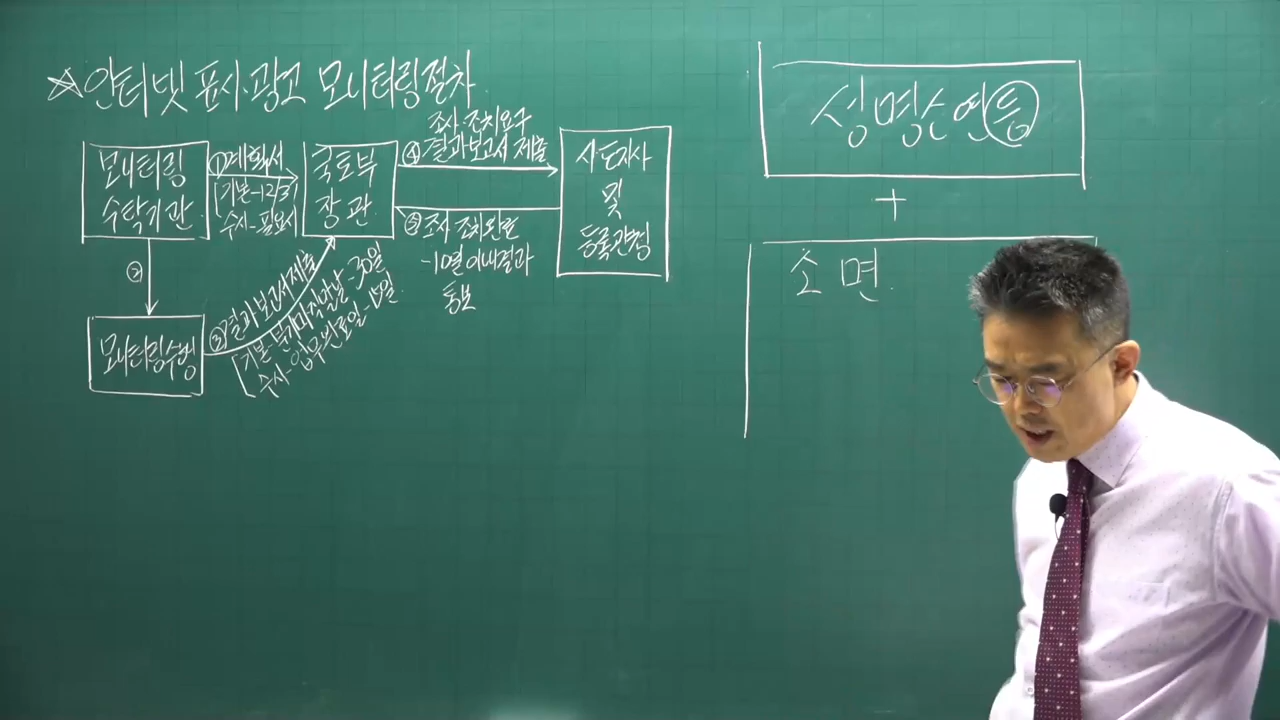 ☆인터넷 표시·광고 모니터링절차
모니터링
수탁기관
①계획서
[기본-12/31
수시-필요시
국토부
장관
조사·조치요구
④ 결과보고서 제출
⑤조사 조치완료
-10일 이내결과
통보
시·도지사
및
등록관청
②
모니터링수행
③결과보고서제출
[기본-분기마지막날-30일
수시-업무완료일-15일
성명소연등
+
소면